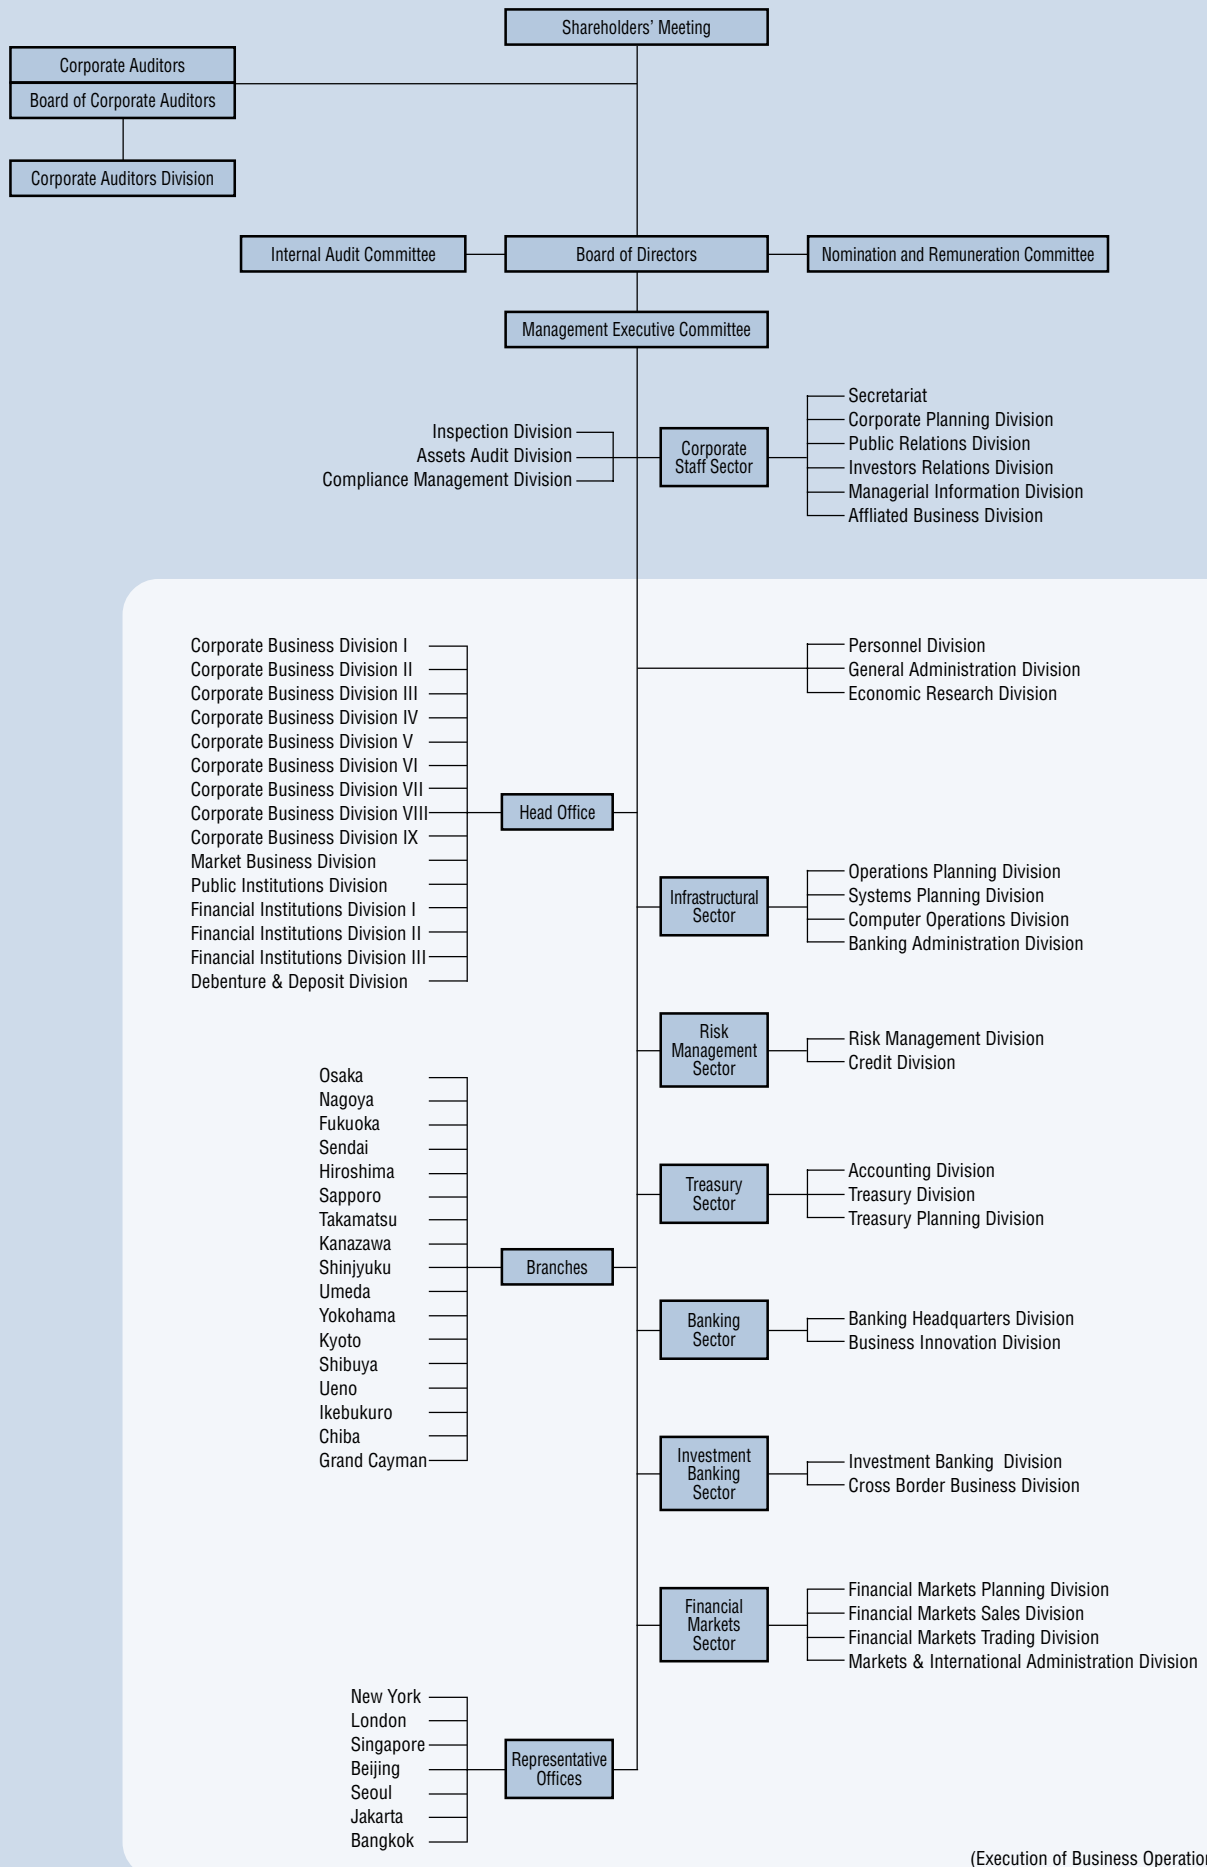 Shareholders' Meeting
Corporate Auditors
Board of Corporate Auditors
Corporate Auditors Division
Internal Audit Committee
Board of Directors
Nomination and Remuneration Committee
Management Executive Committee
Inspection Division
Assets Audit Division
Compliance Management Division
Corporate
Staff Sector
Secretariat
Corporate Planning Division
Public Relations Division
Investors Relations Division
Managerial Information Division
Affliated Business Division
Corporate Business Division I
Corporate Business Division II
Corporate Business Division III
Corporate Business Division IV
Corporate Business Division V
Corporate Business Division VI
Corporate Business Division VII
Corporate Business Division VIII
Corporate Business Division IX
Market Business Division
Public Institutions Division
Financial Institutions Division I
Financial Institutions Division II
Financial Institutions Division III
Debenture & Deposit Division
Head Office
Personnel Division
General Administration Division
Economic Research Division
Infrastructural
Sector
Operations Planning Division
Systems Planning Division
Computer Operations Division
Banking Administration Division
Risk
Management
Sector
Risk Management Division
Credit Division
Osaka
Nagoya
Fukuoka
Sendai
Hiroshima
Sapporo
Takamatsu
Kanazawa
Shinjyuku
Umeda
Yokohama
Kyoto
Shibuya
Ueno
Ikebukuro
Chiba
Grand Cayman
Branches
Treasury
Sector
Accounting Division
Treasury Division
Treasury Planning Division
Banking
Sector
Banking Headquarters Division
Business Innovation Division
Investment
Banking
Sector
Investment Banking Division
Cross Border Business Division
Financial
Markets
Sector
Financial Markets Planning Division
Financial Markets Sales Division
Financial Markets Trading Division
Markets & International Administration Division
New York
London
Singapore
Beijing
Seoul
Jakarta
Bangkok
Representative
Offices
(Execution of Business Operation